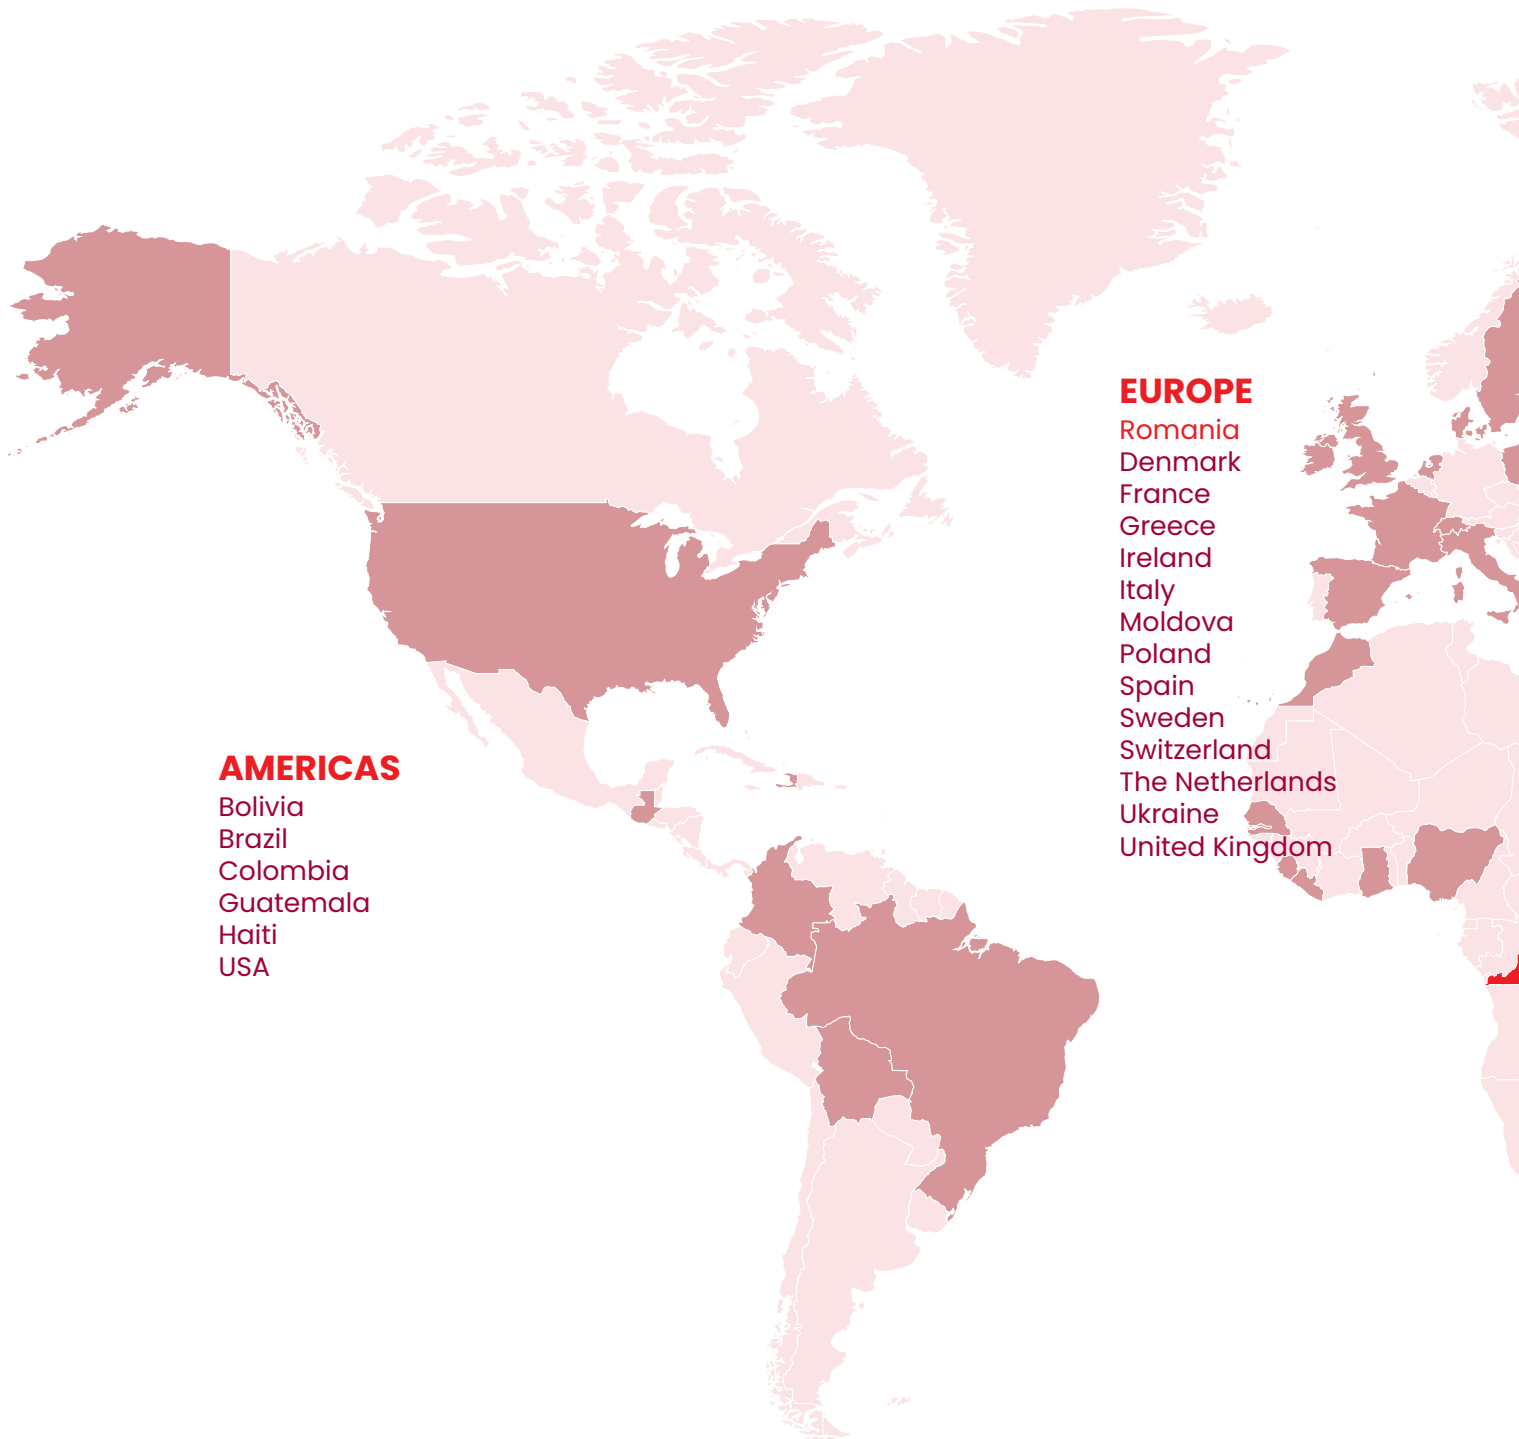 AMERICAS
Bolivia
Brazil
Colombia
Guatemala
Haiti
USA
EUROPE
Romania
Denmark
France
Greece
Ireland
Italy
Moldova
Poland
Spain
Sweden
Switzerland
The Netherlands
Ukraine
United Kingdom